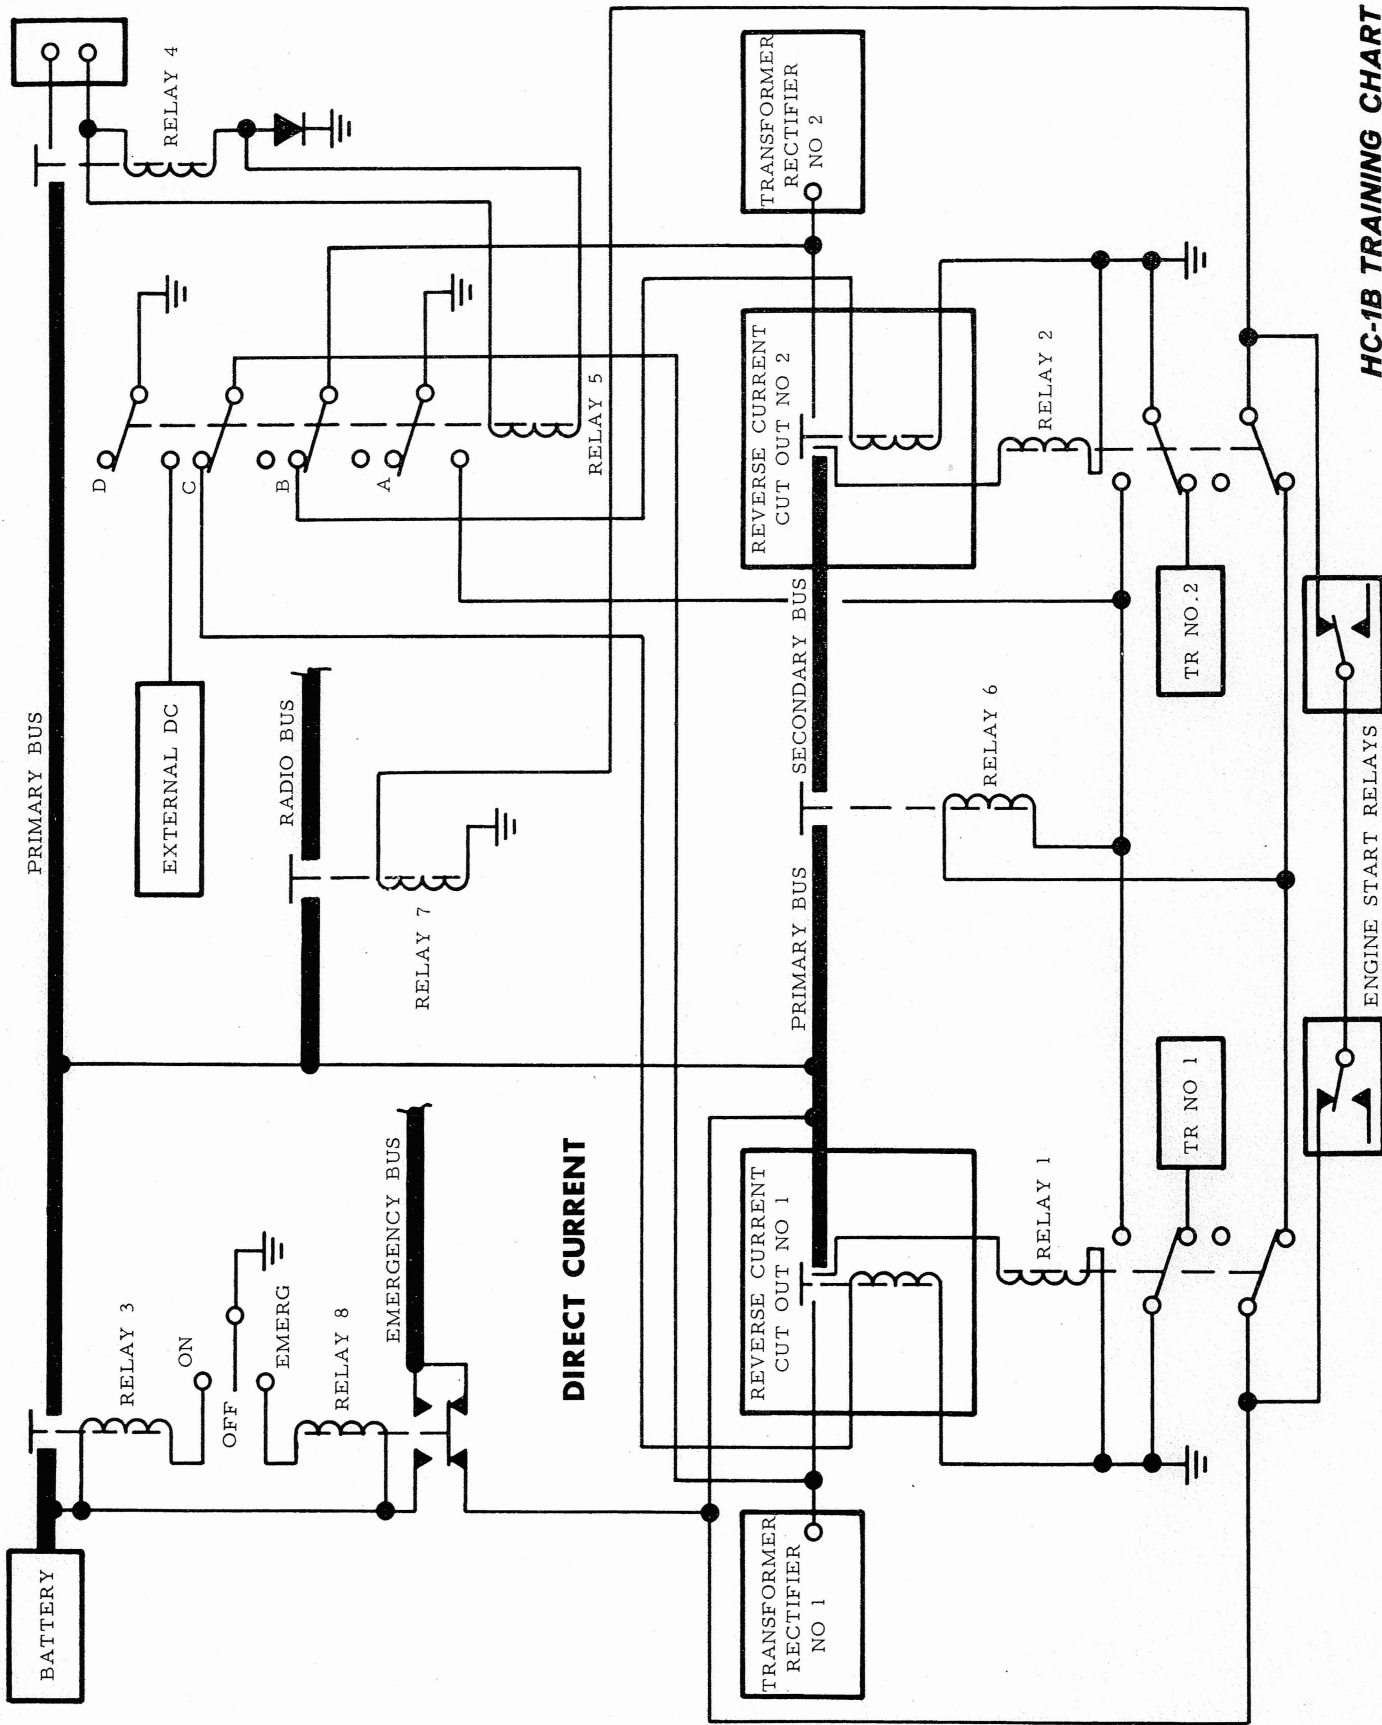 BATTERY
PRIMARY BUS
RELAY 4
RELAY 3
ON
OFF
EMERG
RELAY 8
EXTERNAL DC
D
C
B
A
EMERGENCY BUS
RADIO BUS
RELAY 7
RELAY 5
DIRECT CURRENT
TRANSFORMER
RECTIFIER
NO 1
REVERSE CURRENT
CUT OUT NO 1
PRIMARY BUS
SECONDARY BUS
REVERSE CURRENT
CUT OUT NO 2
TRANSFORMER
RECTIFIER
NO 2
RELAY 1
RELAY 6
RELAY 2
TR NO 1
TR NO.2
ENGINE START RELAYS
HC-1B TRAINING CHART